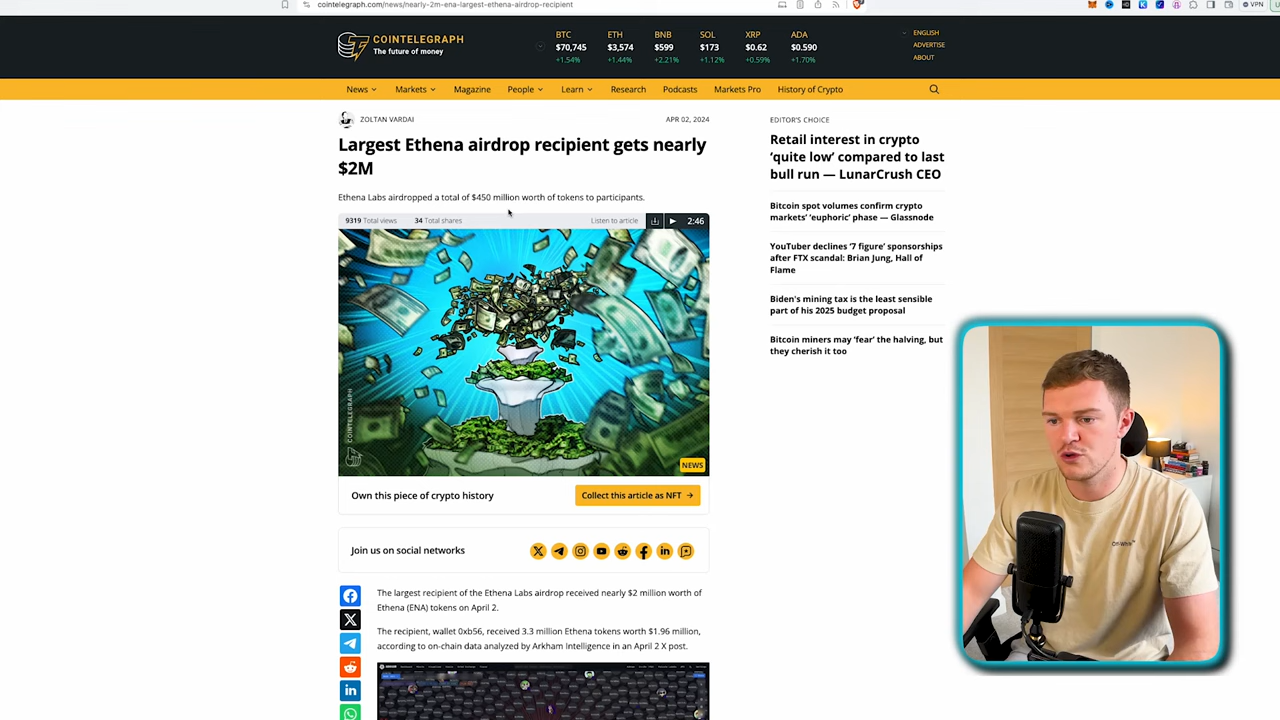 cointelegraph.com/news/nearly-2m-ena-largest-ethena-airdrop-recipient
VPN
COINTELEGRAPH
The future of money
BTC
$70,745
+1.54%
ETH
$3,574
+1.44%
BNB
$599
+2.21%
SOL
$173
+1.12%
XRP
$0.62
+0.59%
ADA
$0.590
+1.70%
ENGLISH
ADVERTISE
ABOUT
News
Markets
Magazine
People
Learn
Research
Podcasts
Markets Pro
History of Crypto
ZOLTAN VARDAI
APR 02, 2024
Largest Ethena airdrop recipient gets nearly
$2M
Ethena Labs airdropped a total of $450 million worth of tokens to participants.
9319 Total views
34 Total shares
Listen to article
2:46
COINTELEGRAPH
NEWS
Own this piece of crypto history
Collect this article as NFT →
Join us on social networks
The largest recipient of the Ethena Labs airdrop received nearly $2 million worth of
Ethena (ENA) tokens on April 2.
The recipient, wallet 0xb56, received 3.3 million Ethena tokens worth $1.96 million,
according to on-chain data analyzed by Arkham Intelligence in an April 2 X post.
EDITOR'S CHOICE
Retail interest in crypto
‘quite low’ compared to last
bull run — LunarCrush CEO
Bitcoin spot volumes confirm crypto
markets’ ‘euphoric’ phase — Glassnode
YouTuber declines ‘7 figure’ sponsorships
after FTX scandal: Brian Jung, Hall of
Flame
Biden's mining tax is the least sensible
part of his 2025 budget proposal
Bitcoin miners may ‘fear’ the halving, but
they cherish it too
Off-White™